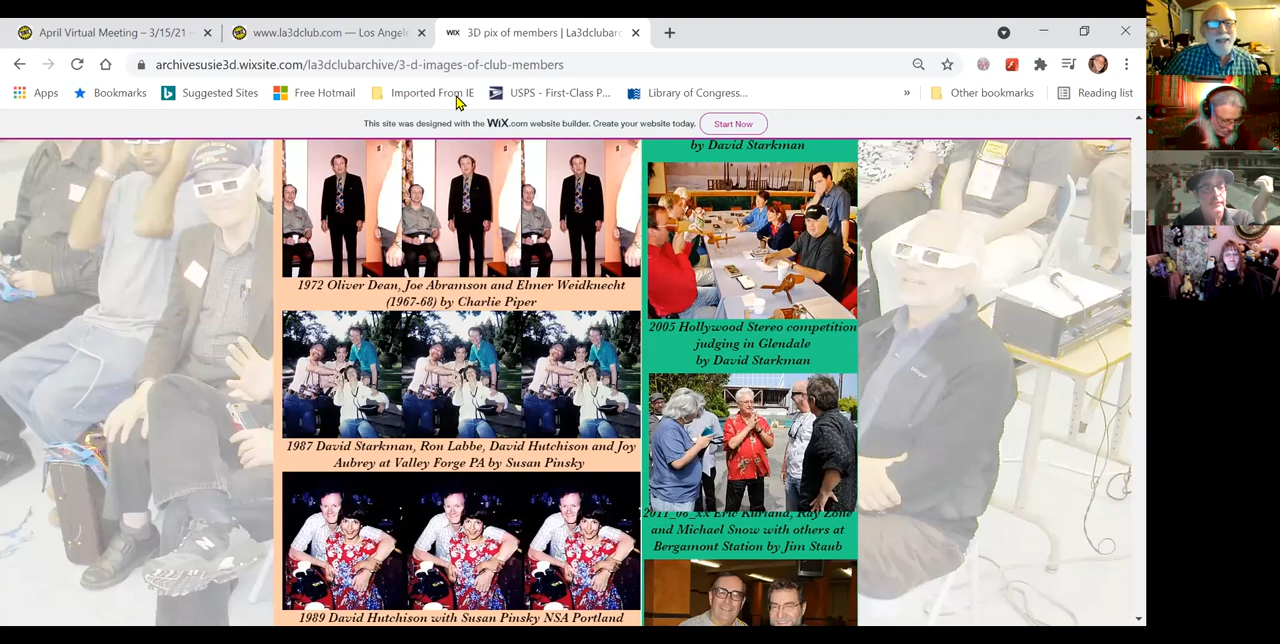 April Virtual Meeting – 3/15/21 –
www.la3dclub.com — Los Angele
WIX 3D pix of members | La3dclubarc
archivesusie3d.wixsite.com/la3dclubarchive/3-d-images-of-club-members
Apps Bookmarks Suggested Sites Free Hotmail Imported From IE USPS - First-Class P... Library of Congress... » Other bookmarks Reading list
This site was designed with the WiX.com website builder. Create your website today. Start Now
1972 Oliver Dean, Joe Abramson and Elmer Weidknecht
(1967-68) by Charlie Piper
1987 David Starkman, Ron Labbe, David Hutchison and Joy
Aubrey at Valley Forge PA by Susan Pinsky
1989 David Hutchison with Susan Pinsky NSA Portland
by David Starkman
2005 Hollywood Stereo competition
judging in Glendale
by David Starkman
2011_06_xx Eric Kurland, Ray Zone
and Michael Snow with others at
Bergamont Station by Jim Staub